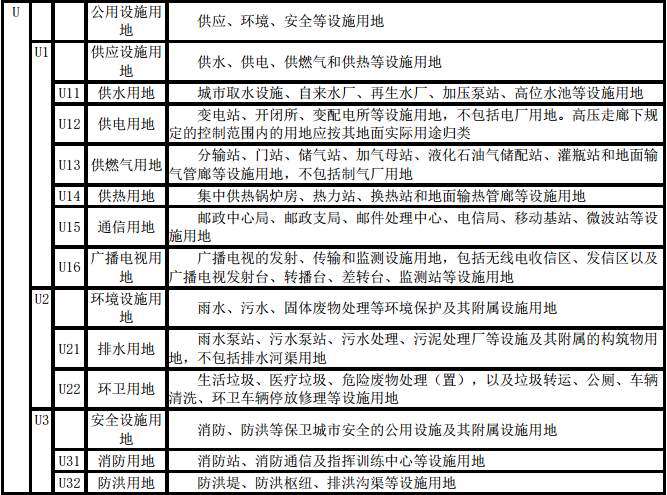 U 公用设施用地 供应、环境、安全等设施用地
U1 供应设施用地 供水、供电、供燃气和供热等设施用地
U11 供水用地 城市取水设施、自来水厂、再生水厂、加压泵站、高位水池等设施用地
U12 供电用地 变电站、开闭所、变配电所等设施用地，不包括电厂用地。高压走廊下规
定的控制范围内的用地应按其地面实际用途归类
U13 供燃气用地 分输站、门站、储气站、加气母站、液化石油气储配站、灌瓶站和地面输
气管廊等设施用地，不包括制气厂用地
U14 供热用地 集中供热锅炉房、热力站、换热站和地面输热管廊等设施用地
U15 通信用地 邮政中心局、邮政支局、邮件处理中心、电信局、移动基站、微波站等设
施用地
U16 广播电视用地 广播电视的发射、传输和监测设施用地，包括无线电收信区、发信区以及
广播电视发射台、转播台、差转台、监测站等设施用地
U2 环境设施用地 雨水、污水、固体废物处理等环境保护及其附属设施用地
U21 排水用地 雨水泵站、污水泵站、污水处理、污泥处理厂等设施及其附属的构筑物用
地，不包括排水河渠用地
U22 环卫用地 生活垃圾、医疗垃圾、危险废物处理（置），以及垃圾转运、公厕、车辆
清洗、环卫车辆停放修理等设施用地
U3 安全设施用地 消防、防洪等保卫城市安全的公用设施及其附属设施用地
U31 消防用地 消防站、消防通信及指挥训练中心等设施用地
U32 防洪用地 防洪堤、防洪枢纽、排洪沟渠等设施用地